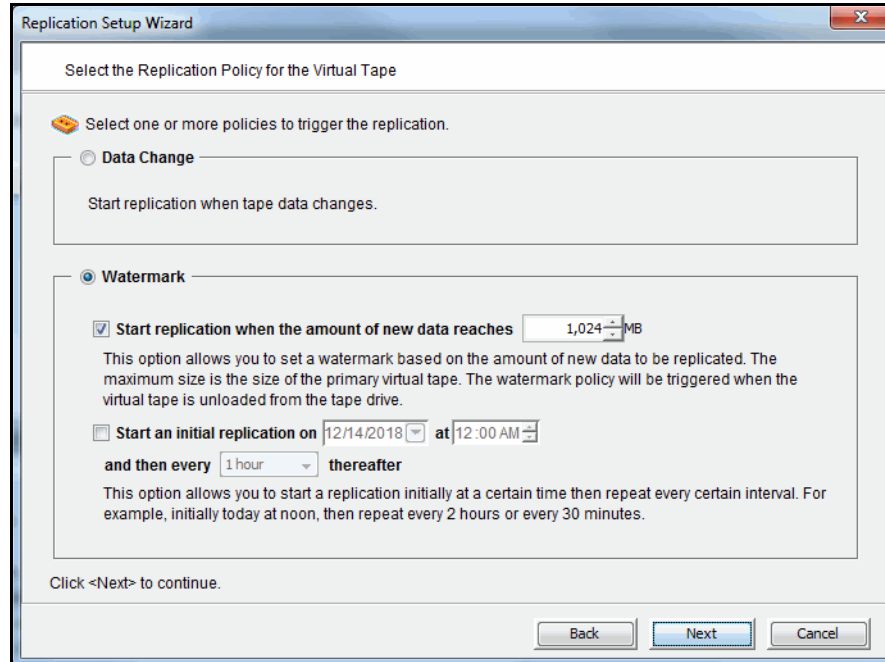 Replication Setup Wizard
x
Select the Replication Policy for the Virtual Tape
Select one or more policies to trigger the replication.
Data Change
Start replication when tape data changes.
Watermark
Start replication when the amount of new data reaches 1,024 MB
This option allows you to set a watermark based on the amount of new data to be replicated. The
maximum size is the size of the primary virtual tape. The watermark policy will be triggered when the
virtual tape is unloaded from the tape drive.
Start an initial replication on 12/14/2018 at 12:00 AM
and then every 1 hour thereafter
This option allows you to start a replication initially at a certain time then repeat every certain interval. For
example, initially today at noon, then repeat every 2 hours or every 30 minutes.
Click <Next> to continue.
Back Next Cancel